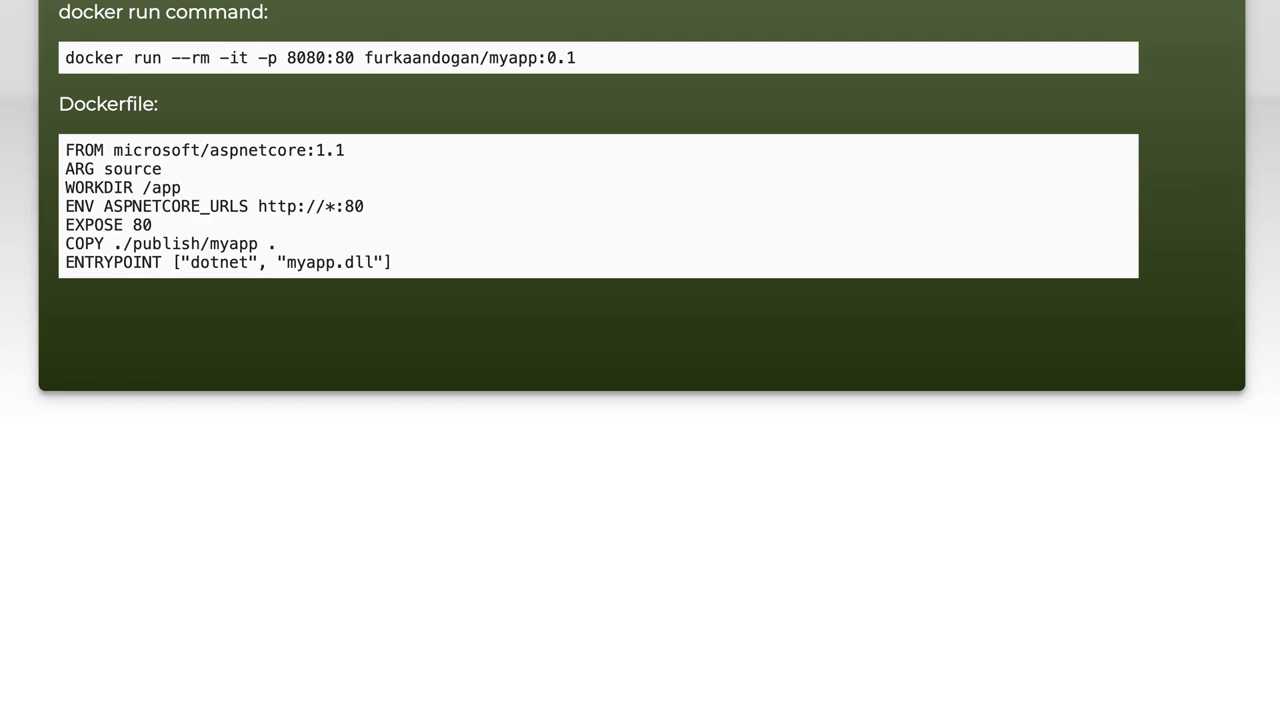 docker run command:
docker run --rm -it -p 8080:80 furkaandogan/myapp:0.1
Dockerfile:
FROM microsoft/aspnetcore:1.1
ARG source
WORKDIR /app
ENV ASPNETCORE_URLS http://*:80
EXPOSE 80
COPY ./publish/myapp .
ENTRYPOINT ["dotnet", "myapp.dll"]